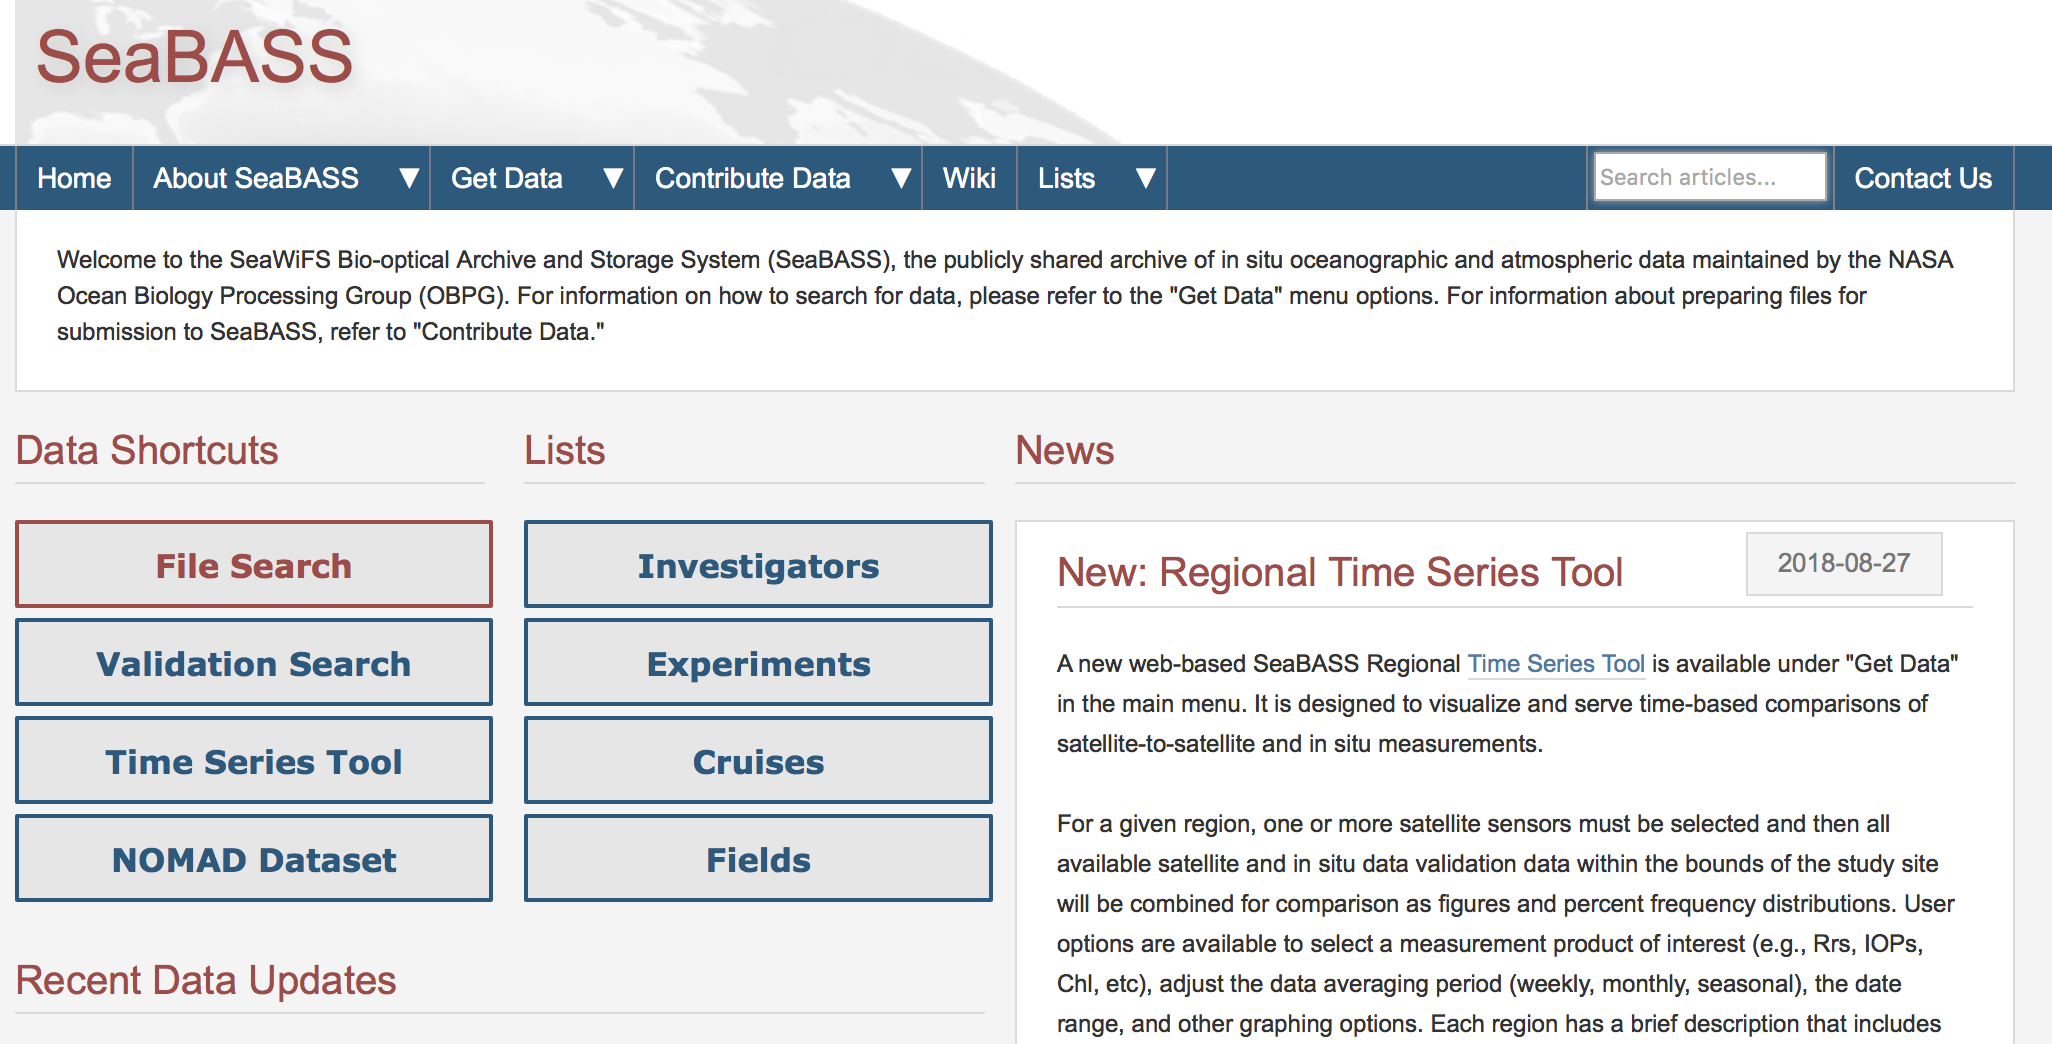 SeaBASS
Home
About SeaBASS ▼
Get Data ▼
Contribute Data ▼
Wiki
Lists ▼
Search articles...
Contact Us
Welcome to the SeaWiFS Bio-optical Archive and Storage System (SeaBASS), the publicly shared archive of in situ oceanographic and atmospheric data maintained by the NASA
Ocean Biology Processing Group (OBPG). For information on how to search for data, please refer to the "Get Data" menu options. For information about preparing files for
submission to SeaBASS, refer to "Contribute Data."
Data Shortcuts
File Search
Validation Search
Time Series Tool
NOMAD Dataset
Lists
Investigators
Experiments
Cruises
Fields
Recent Data Updates
News
New: Regional Time Series Tool
2018-08-27
A new web-based SeaBASS Regional Time Series Tool is available under "Get Data"
in the main menu. It is designed to visualize and serve time-based comparisons of
satellite-to-satellite and in situ measurements.
For a given region, one or more satellite sensors must be selected and then all
available satellite and in situ data validation data within the bounds of the study site
will be combined for comparison as figures and percent frequency distributions. User
options are available to select a measurement product of interest (e.g., Rrs, IOPs,
Chl, etc), adjust the data averaging period (weekly, monthly, seasonal), the date
range, and other graphing options. Each region has a brief description that includes